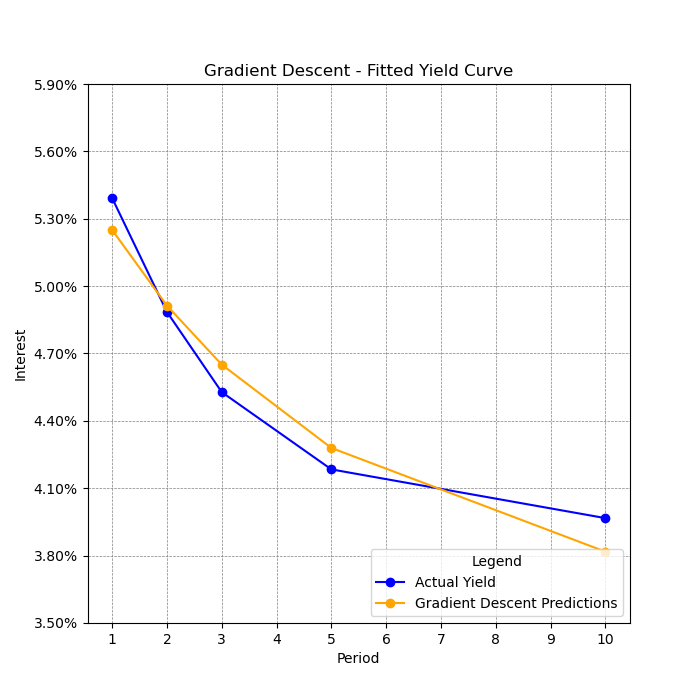 Gradient Descent - Fitted Yield Curve
5.90%
5.60%
5.30%
5.00%
4.70%
4.40%
4.10%
3.80%
3.50%
Interest
Legend
Actual Yield
Gradient Descent Predictions
1 2 3 4 5 6 7 8 9 10
Period